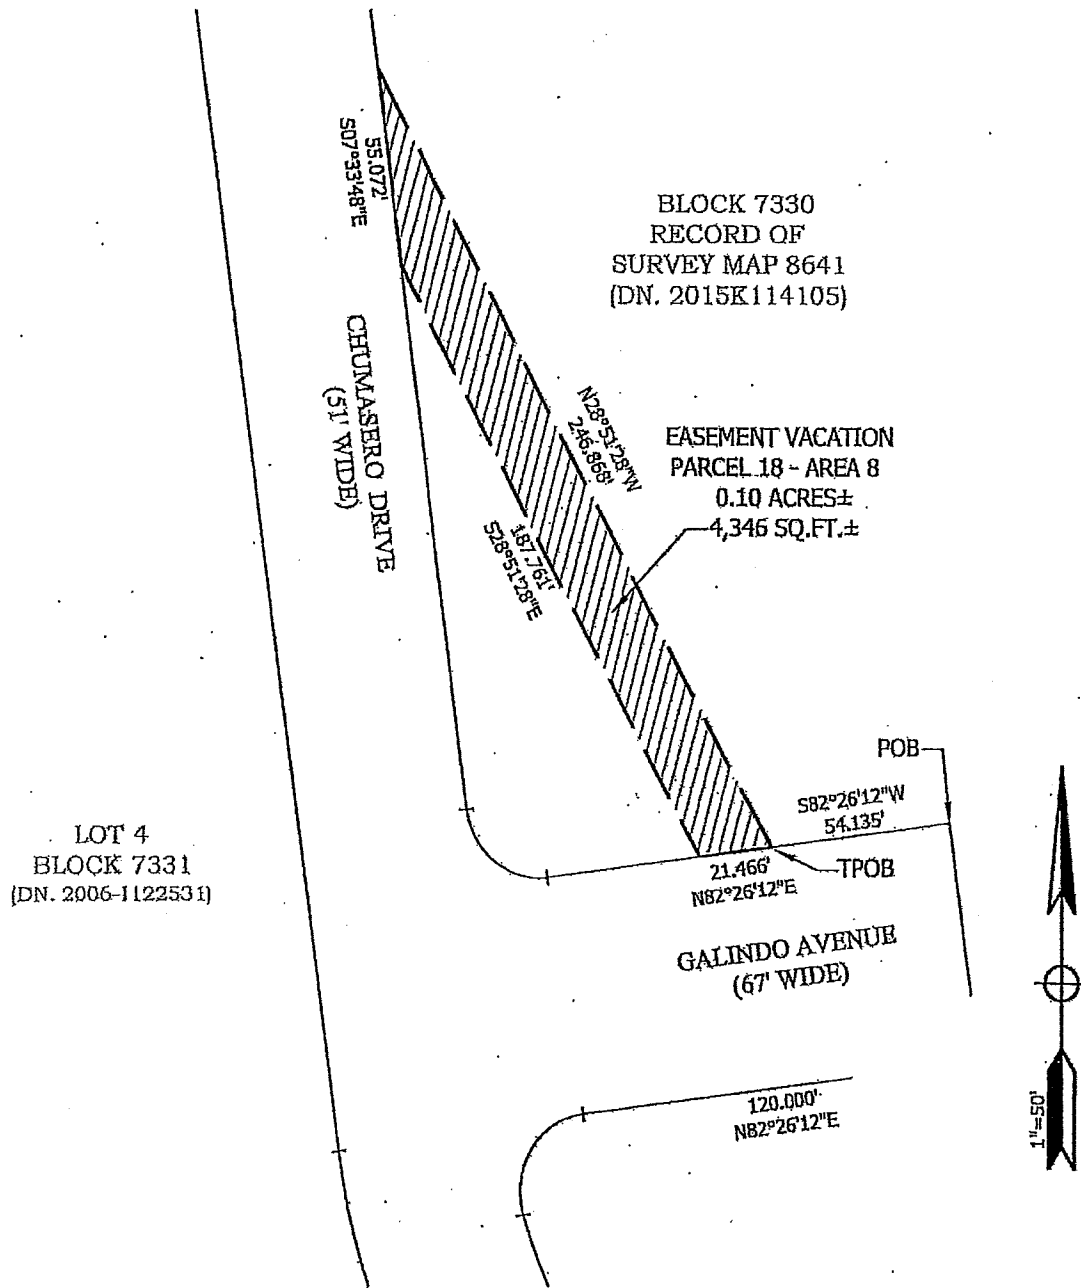 55.072'
S07°33'48"E
BLOCK 7330
RECORD OF
SURVEY MAP 8641
(DN. 2015K114105)
CHUMASERO DRIVE
(51' WIDE)
N28°51'28"W
246.868'
EASEMENT VACATION
PARCEL 18 - AREA 8
0.10 ACRES±
4,346 SQ.FT.±
187.761'
S28°51'28"E
POB
S82°26'12"W
54.135'
LOT 4
BLOCK 7331
(DN. 2006-I122531)
21.466'
N82°26'12"E
TPOB
GALINDO AVENUE
(67' WIDE)
120.000'
N82°26'12"E
1"=50'